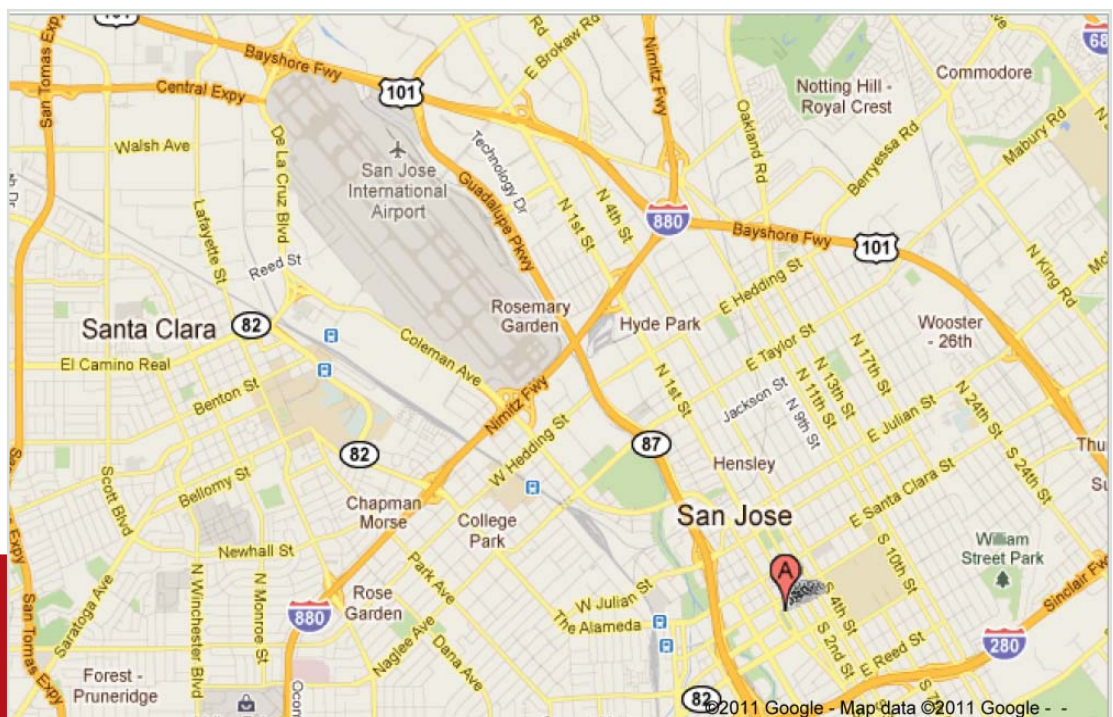 101
San Tomas Expy
Bayshore Fwy
Central Expy
101
E Brokaw Rd
Nimitz Fwy
680
Commodore
Notting Hill -
Royal Crest
Oakland Rd
Mabury Rd
Berryessa Rd
Walsh Ave
De La Cruz Blvd
San Jose
International
Airport
Technology Dr
Guadalupe Pkwy
N 1st St
N 4th St
880
Bayshore Fwy
101
N King Rd
Lafayette St
Reed St
Rosemary
Garden
Hyde Park
E Hedding St
Wooster
- 26th
Santa Clara
82
El Camino Real
Coleman Ave
E Taylor St
N 17th St
N 13th St
N 11th St
N 9th St
Jackson St
N 1st St
Benton St
Nimitz Fwy
W Hedding St
87
Hensley
E Julian St
N 24th St
S 24th St
82
Scott Blvd
Bellomy St
Chapman
Morse
College
Park
San Jose
E Santa Clara St
Newhall St
Park Ave
S 10th St
William
Street Park
A
Saratoga Ave
N Winchester Blvd
N Monroe St
880
Rose
Garden
W Julian St
The Alameda
S 4th St
S 2nd St
E Reed St
Sinclair Fwy
280
San Tomas Expy
Naglee Ave
Dana Ave
Forest -
Pruneridge
82
©2011 Google - Map data ©2011 Google - -